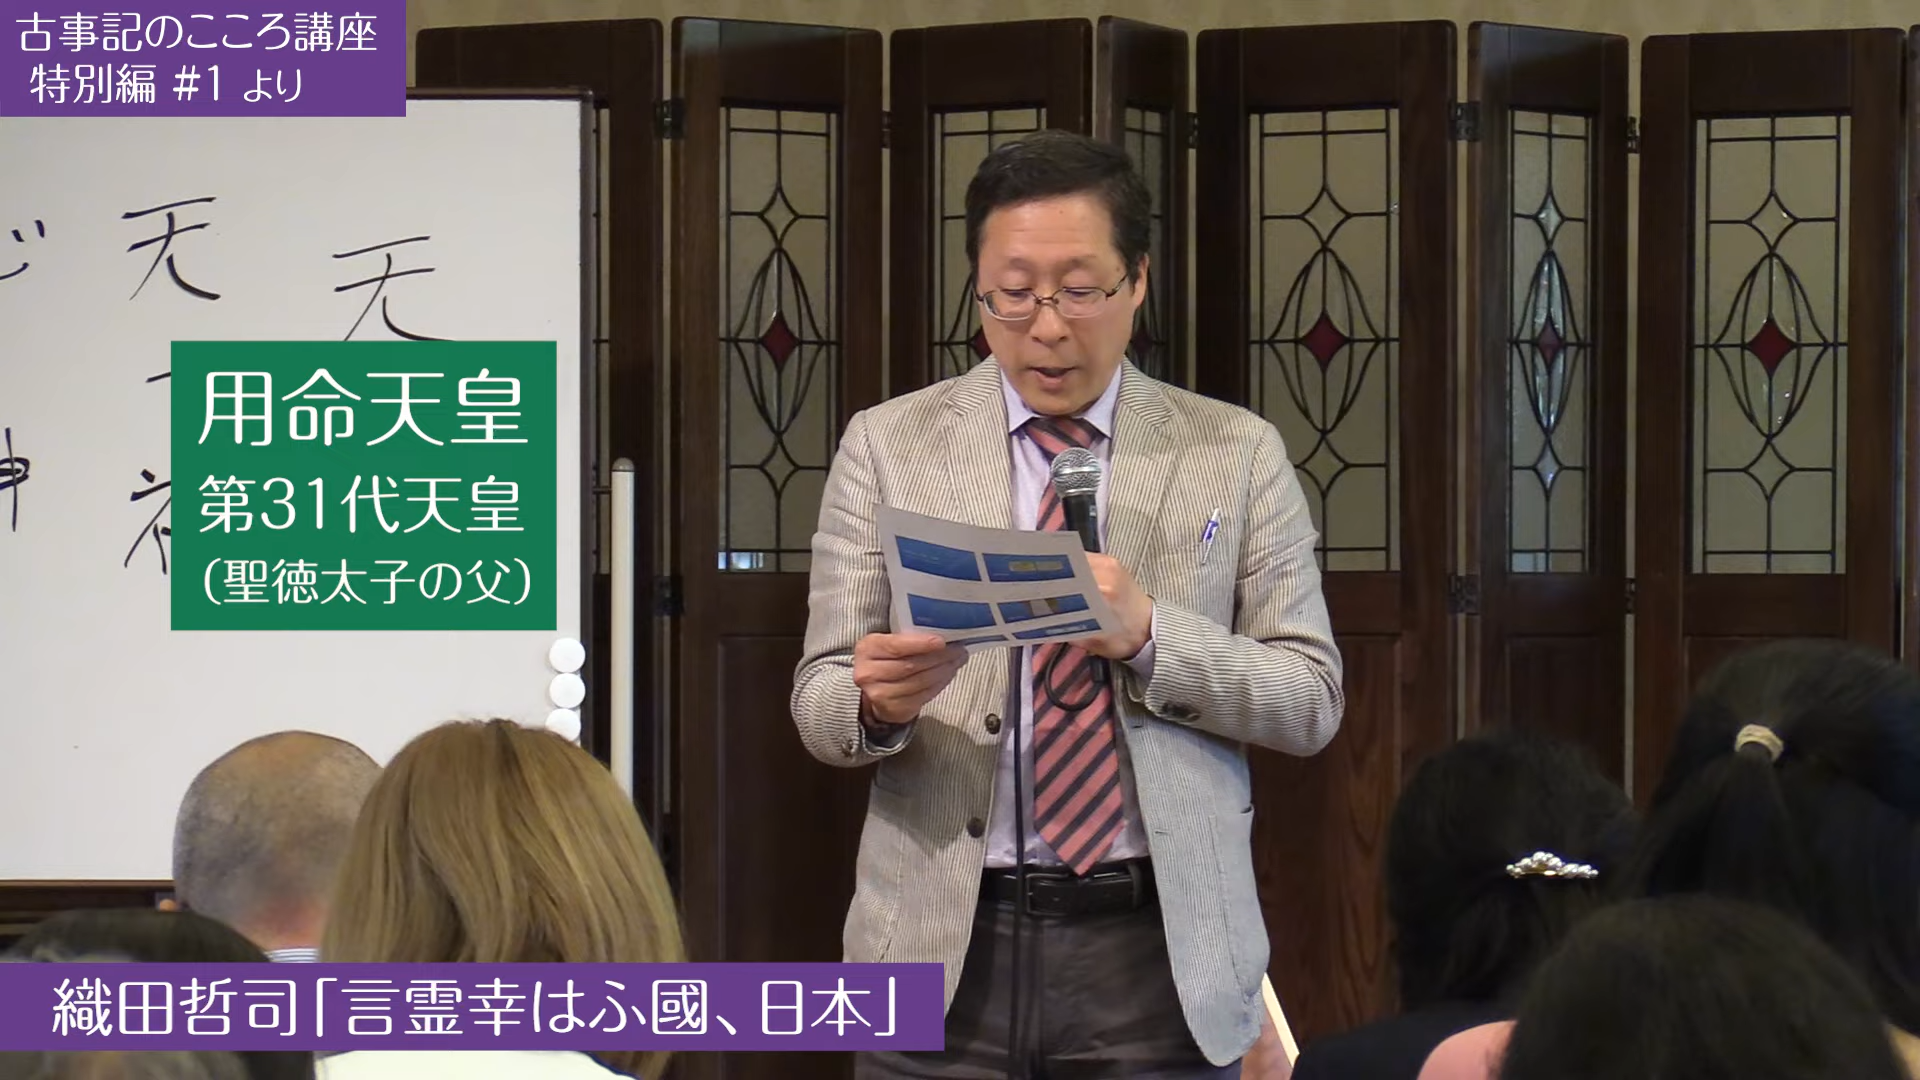 古事記のこころ講座
特別編 #1 より
天
天
用命天皇
第31代天皇
(聖徳太子の父)
織田哲司「言霊幸はふ國、日本」